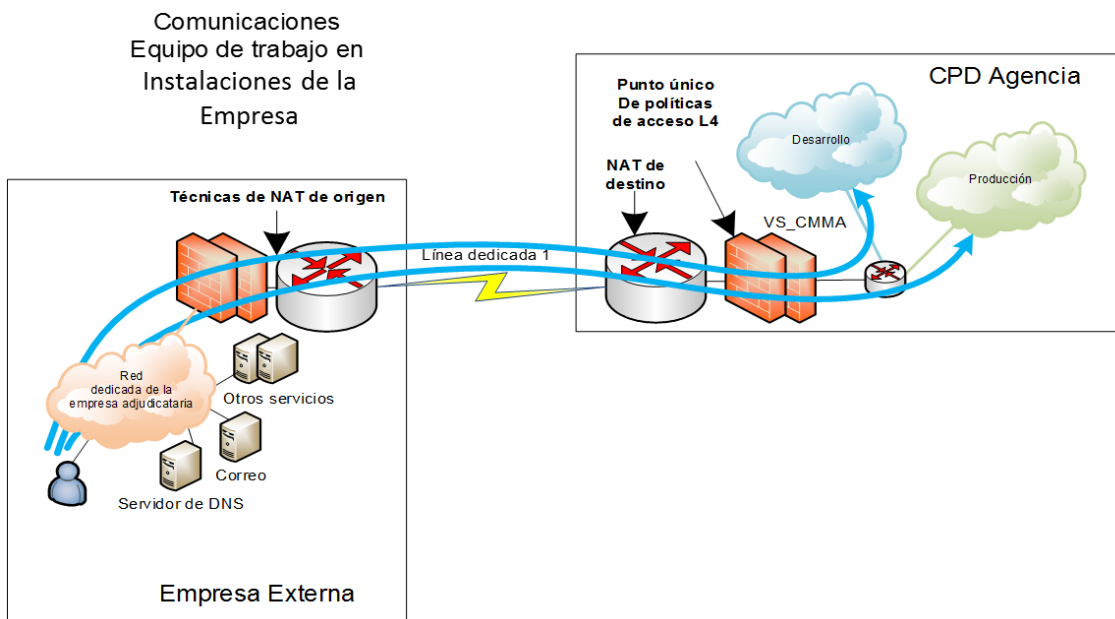 Comunicaciones
Equipo de trabajo en
Instalaciones de la
Empresa
CPD Agencia
Punto único
De políticas
de acceso L4
Desarrollo
NAT de
destino
Producción
Técnicas de NAT de origen
VS_CMMA
Línea dedicada 1
Red
dedicada de la
empresa adjudicataria
Otros servicios
Correo
Servidor de DNS
Empresa Externa